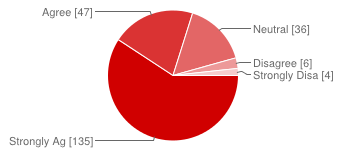 Agree [47]
Neutral [36]
Disagree [6]
Strongly Disa [4]
Strongly Ag [135]